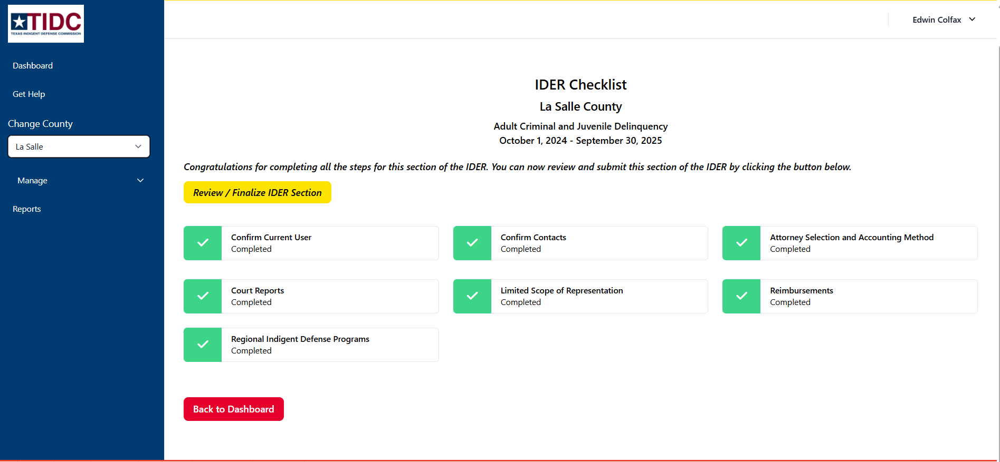 TIDC
TEXAS INDIGENT DEFENSE COMMISSION
Edwin Colfax
Dashboard
Get Help
Change County
La Salle
Manage
Reports
IDER Checklist
La Salle County
Adult Criminal and Juvenile Delinquency
October 1, 2024 - September 30, 2025
Congratulations for completing all the steps for this section of the IDER. You can now review and submit this section of the IDER by clicking the button below.
Review / Finalize IDER Section
Confirm Current User
Completed
Confirm Contacts
Completed
Attorney Selection and Accounting Method
Completed
Court Reports
Completed
Limited Scope of Representation
Completed
Reimbursements
Completed
Regional Indigent Defense Programs
Completed
Back to Dashboard